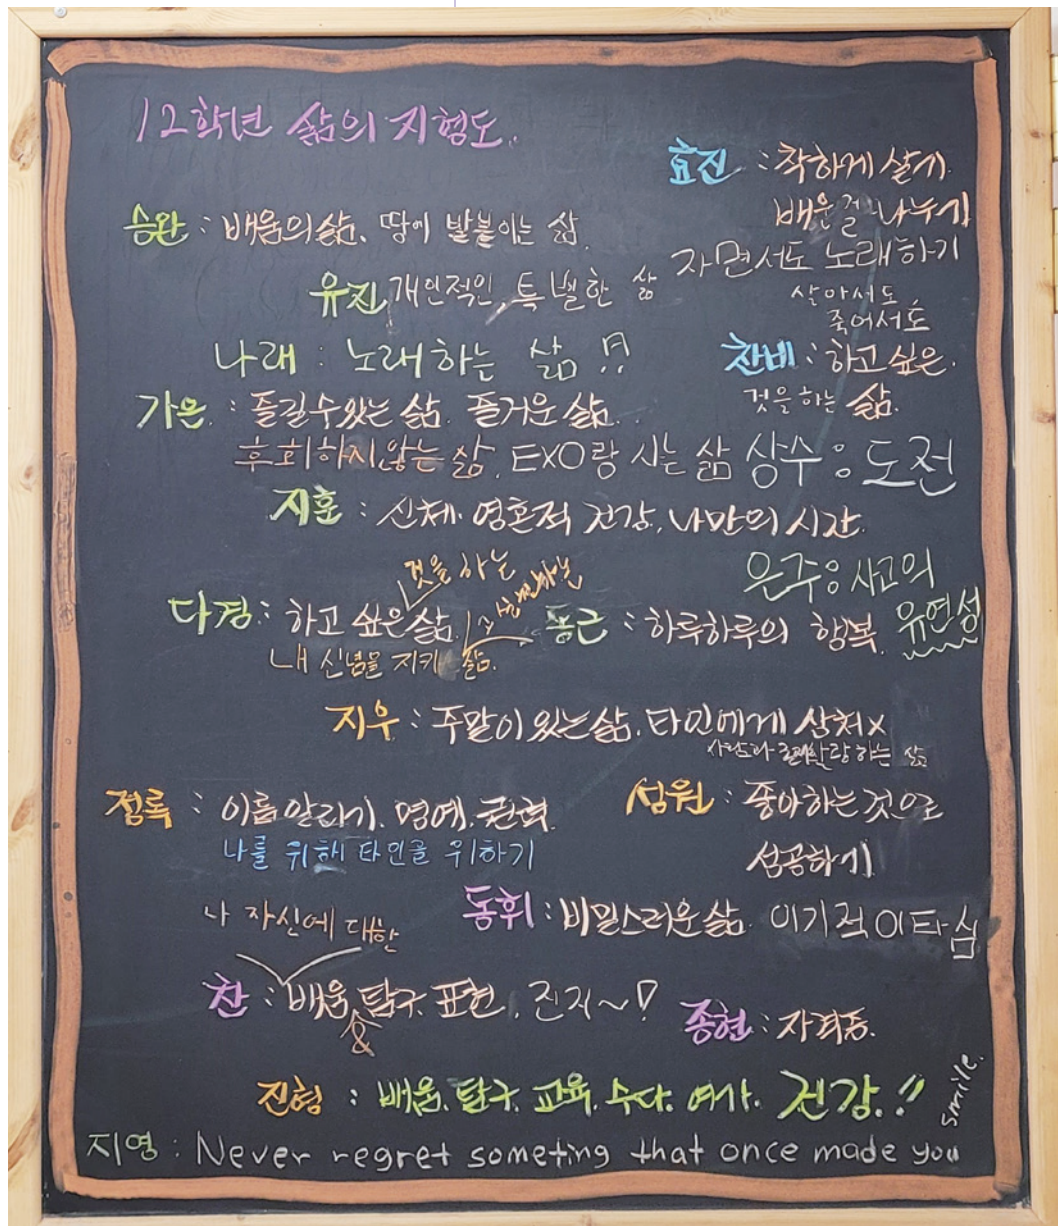 12학년 삶의 지형도.
효진 : 착하게 살기.
배운걸 나누기
자면서도 노래하기
살아서도,
죽어서도
승완 : 배움의 삶. 땅에 발붙이는 삶.
유진 개인적인, 특별한 삶
나래 : 노래하는 삶
찬비 : 하고 싶은.
것을 하는 삶.
가온 : 즐길수있는 삶. 즐거운 삶.
후회하지않는 삶. EXO랑 사는 삶
상수 : 도전
지훈 : 신체. 영혼적 건강, 나만의 시간.
은주 : 사고의
유연성
다경 : 하고 싶은 삶.
것을 하는
내 신념을 지키 삶.
동근 : 하루하루의 행복.
지우 : 주말이 있는 삶. 타인에게 상처x
하는 삶
정록 : 이름 알리기. 명예. 권력.
나를 위해 타인을 위하기
성원 : 좋아하는 것으로
성공하기
동휘 : 비밀스러운 삶. 이기적 이타심
나 자신에 대한
찬 : 배움, 탐구. 표현, 진지~!
&
종현 : 자격증.
진형 : 배움. 탐구. 교육. 수다. 여가. 건강.!!
지영 : Never regret someting that once made you
smile.